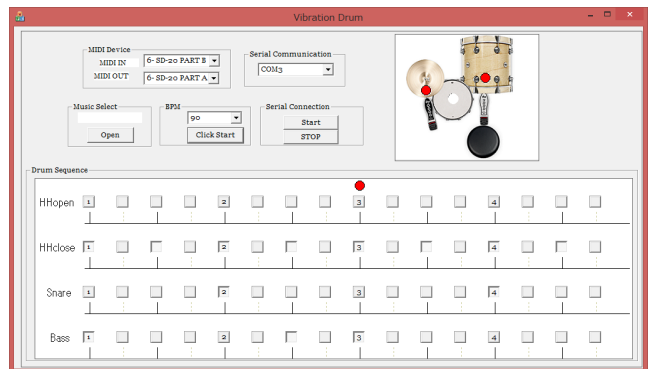 Vibration Drum
MIDI Device
MIDI IN 6- SD-20 PART B
MIDI OUT 6- SD-20 PART A
Serial Communication
COM3
Music Select
Open
BPM
90
Click Start
Serial Connection
Start
STOP
Drum Sequence
HHopen 1 2 3 4
HHclose 1 2 3 4
Snare 1 2 3 4
Bass 1 2 3 4